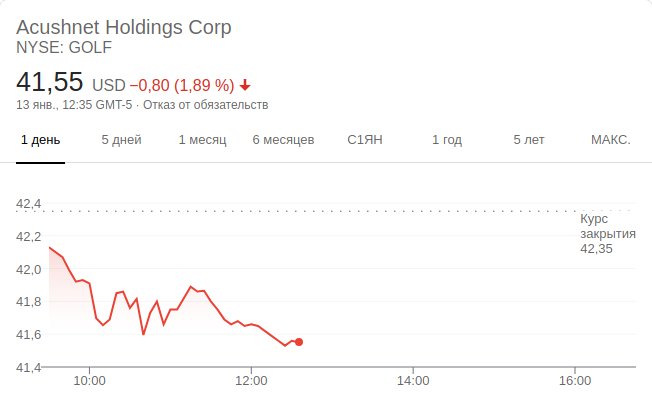 Acushnet Holdings Corp
NYSE: GOLF
41,55 USD −0,80 (1,89 %)
13 янв., 12:35 GMT-5 · Отказ от обязательств
1 день 5 дней 1 месяц 6 месяцев С1ЯН 1 год 5 лет МАКС.
42,4
Курс
закрытия
42,35
42,2
42,0
41,8
41,6
41,4
10:00 12:00 14:00 16:00